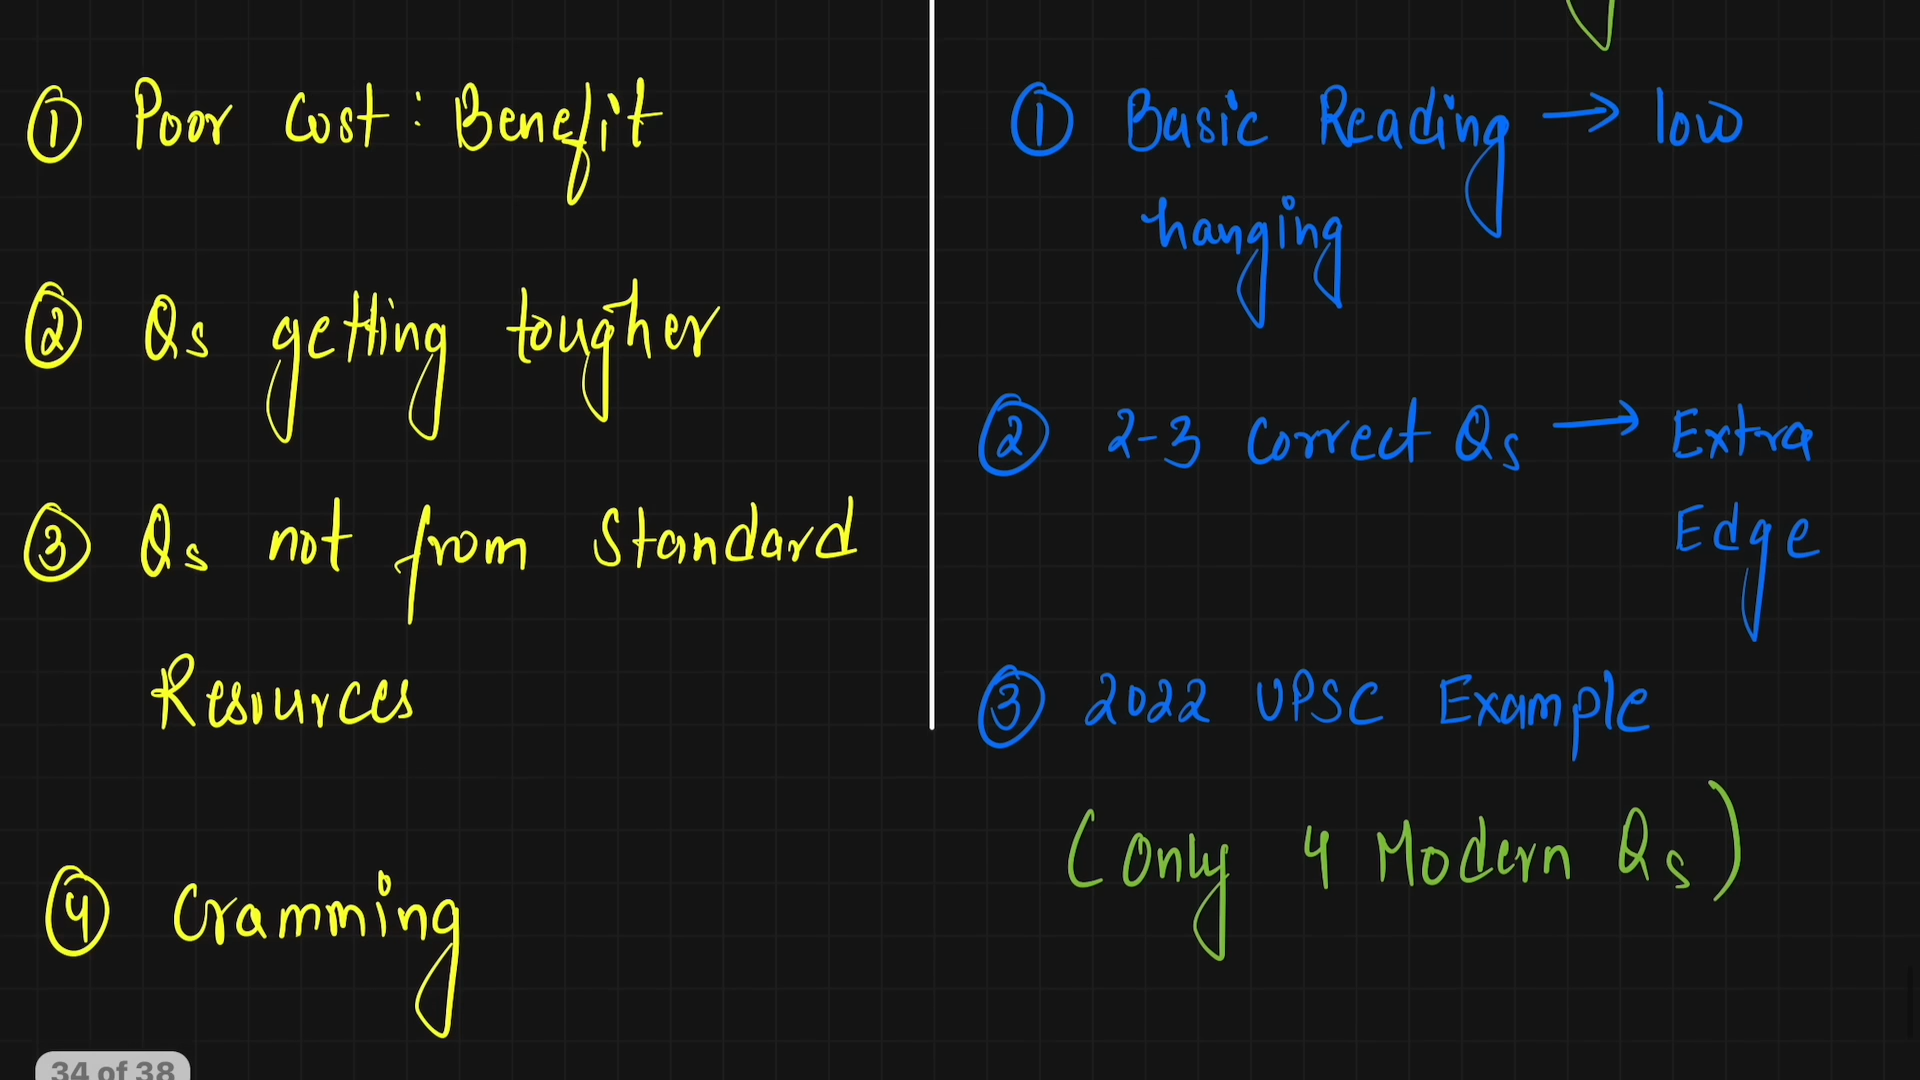 ① Poor Cost : Benefit
② Qs getting tougher
③ Qs not from Standard
Resources
④ Cramming
① Basic Reading → low
hanging
② 2-3 Correct Qs → Extra
Edge
③ 2022 UPSC Example
(Only 4 Modern Qs)
34 of 38